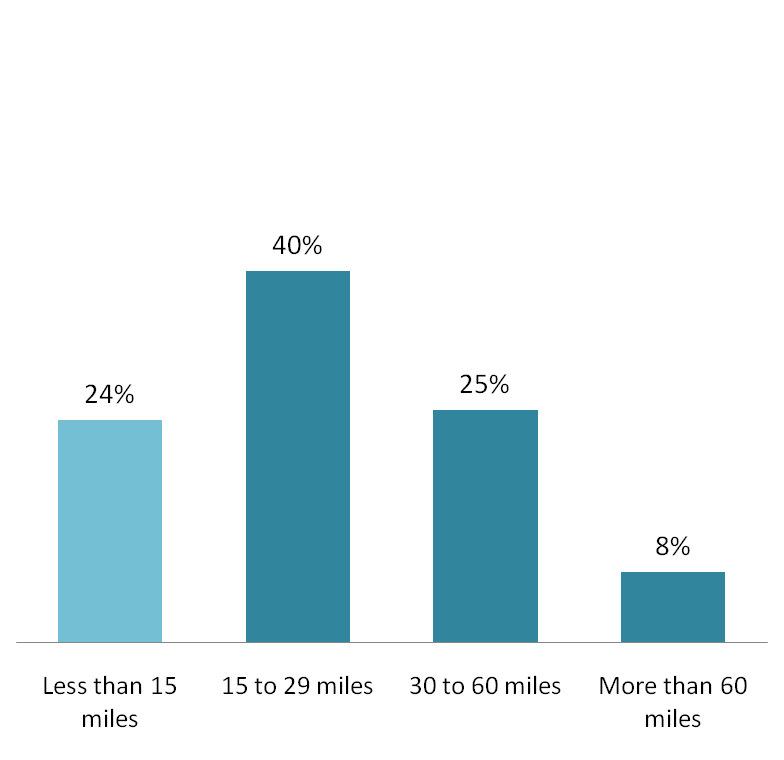 40%
24%
25%
8%
Less than 15 miles
15 to 29 miles
30 to 60 miles
More than 60 miles